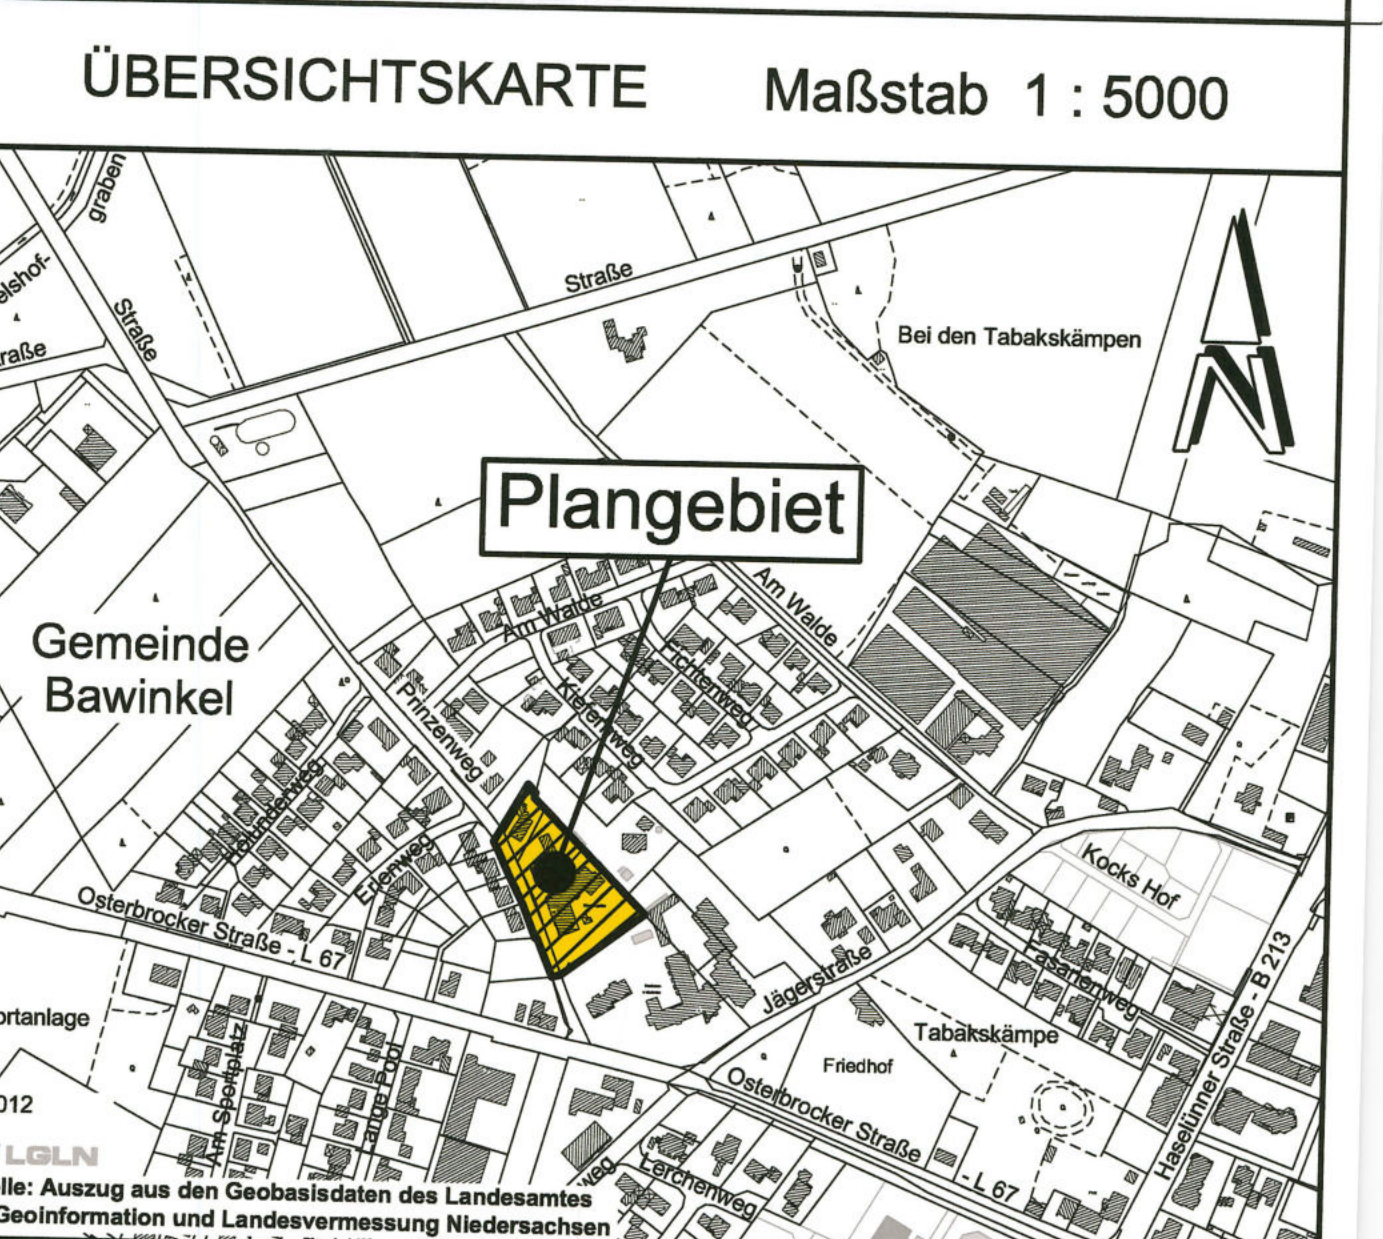 ÜBERSICHTSKARTE Maßstab 1 : 5000
graben
elshof-
Straße
raße
Straße
Bei den Tabakskämpen
N
Plangebiet
Gemeinde
Bawinkel
Am Walde
Am Walde
Fichtenweg
Kiefernweg
Prinzenweg
Holunderweg
Erlenweg
Osterbrocker Straße - L 67
Kocks Hof
Fasanenweg
Jägerstraße
Haselünner Straße - B 213
Tabakskämpe
Friedhof
ortanlage
Am Sportplatz
Lange Pool
012
LGLN
Osterbrocker Straße - L 67
Lerchenweg
weg
lle: Auszug aus den Geobasisdaten des Landesamtes
Geoinformation und Landesvermessung Niedersachsen